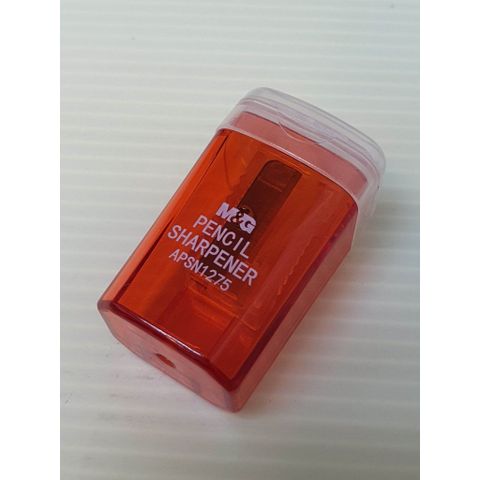 M&G
PENCIL
SHARPENER
APSN1275